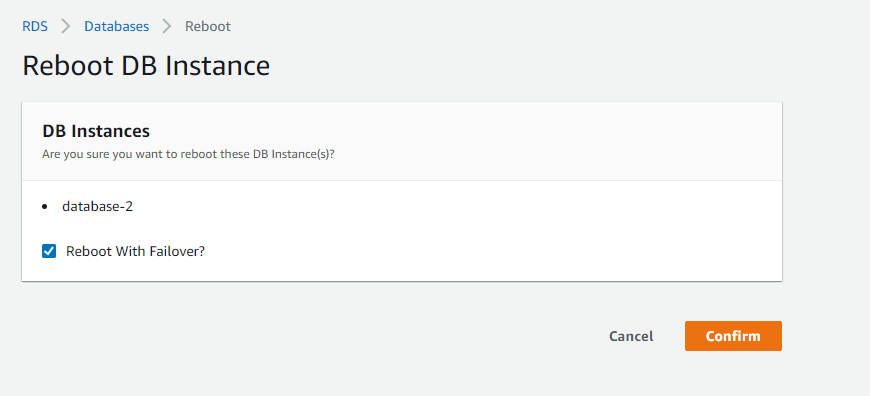 RDS > Databases > Reboot
Reboot DB Instance
DB Instances
Are you sure you want to reboot these DB Instance(s)?
• database-2
Reboot With Failover?
Cancel Confirm